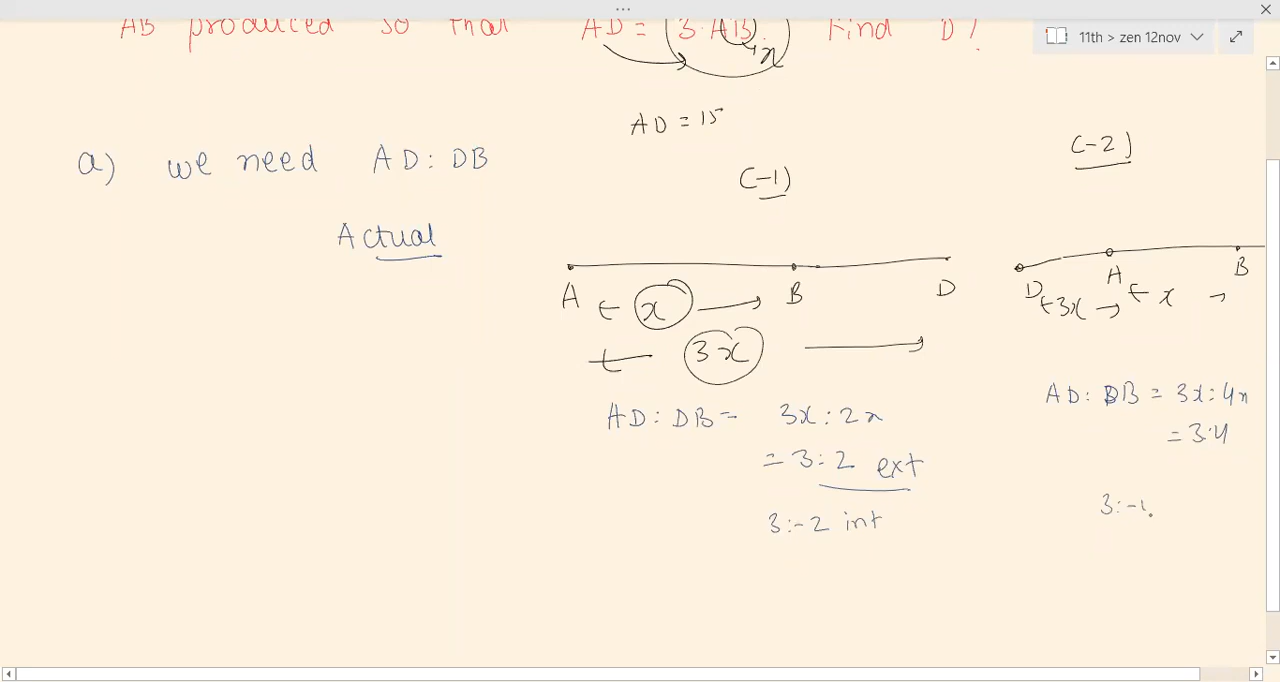 AB produced so that AD = (3·AB) Find D?
x
11th > zen 12nov
AD = 15
a) we need AD : DB
(-1)
(-2)
Actual
A B D
D A B
← x →
← 3x → ← x →
← 3x →
AD : DB = 3x : 2x
= 3 : 2 ext
3 : -2 int
AD : DB = 3x : 4x
= 3:4
3 : -4